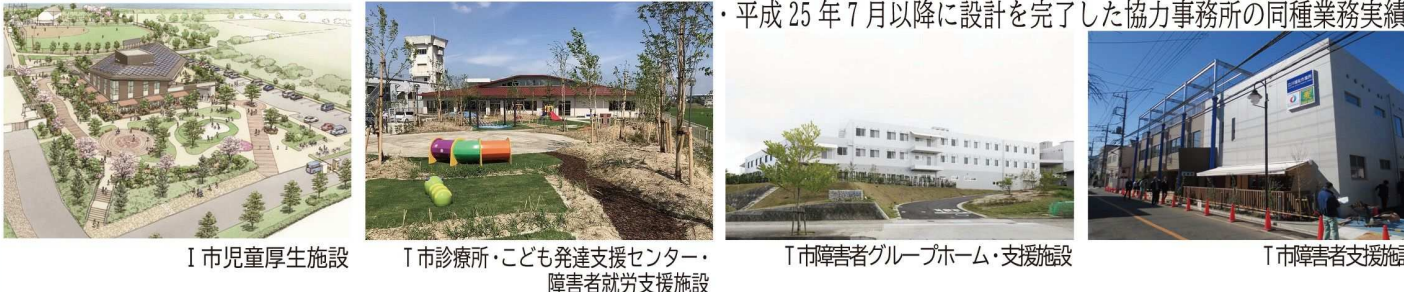 ・平成25年7月以降に設計を完了した協力事務所の同種業務実績
I市児童厚生施設
T市診療所・こども発達支援センター・
障害者就労支援施設
T市障害者グループホーム・支援施設
T市障害者支援施設